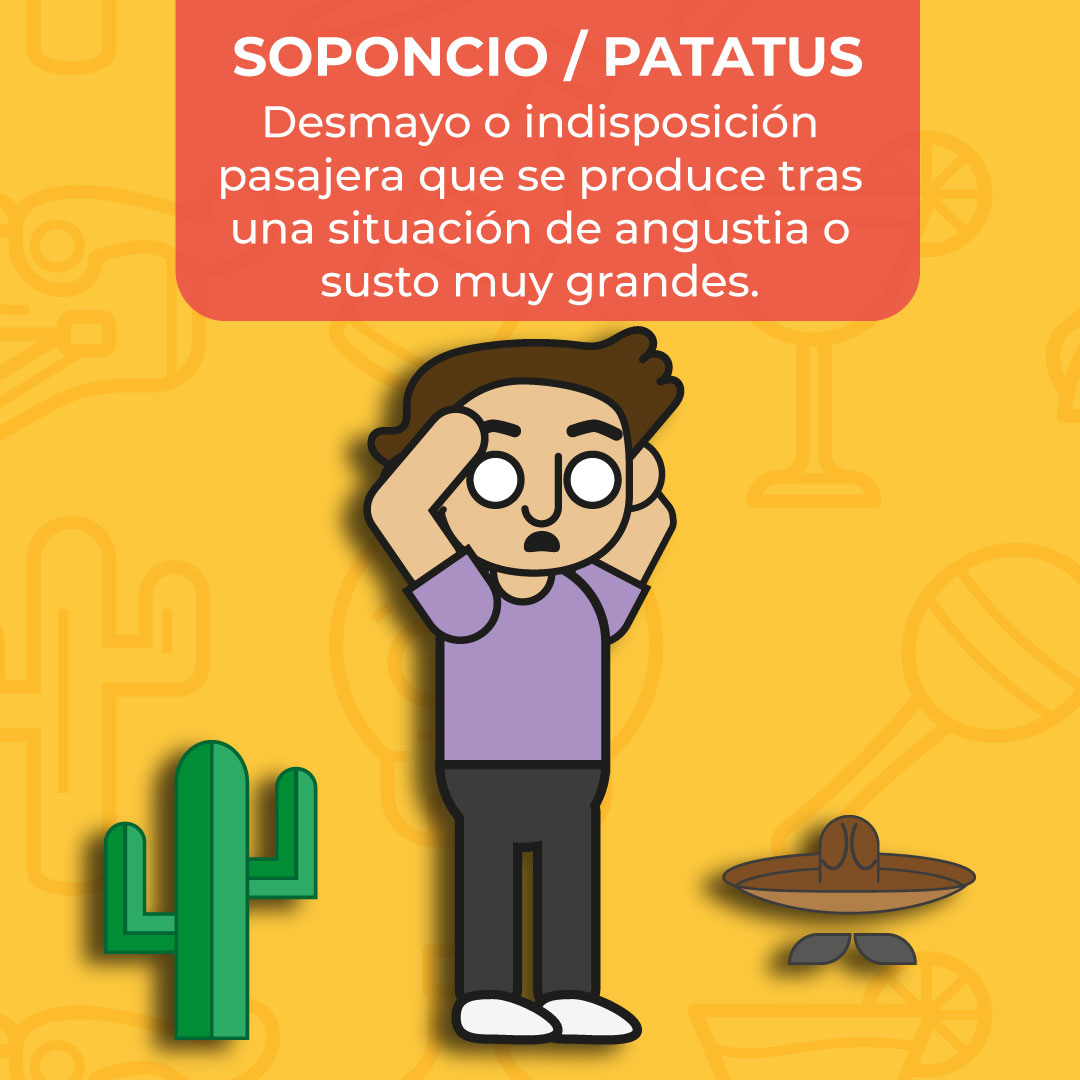 SOPONCIO / PATATUS
Desmayo o indisposición
pasajera que se produce tras
una situación de angustia o
susto muy grandes.